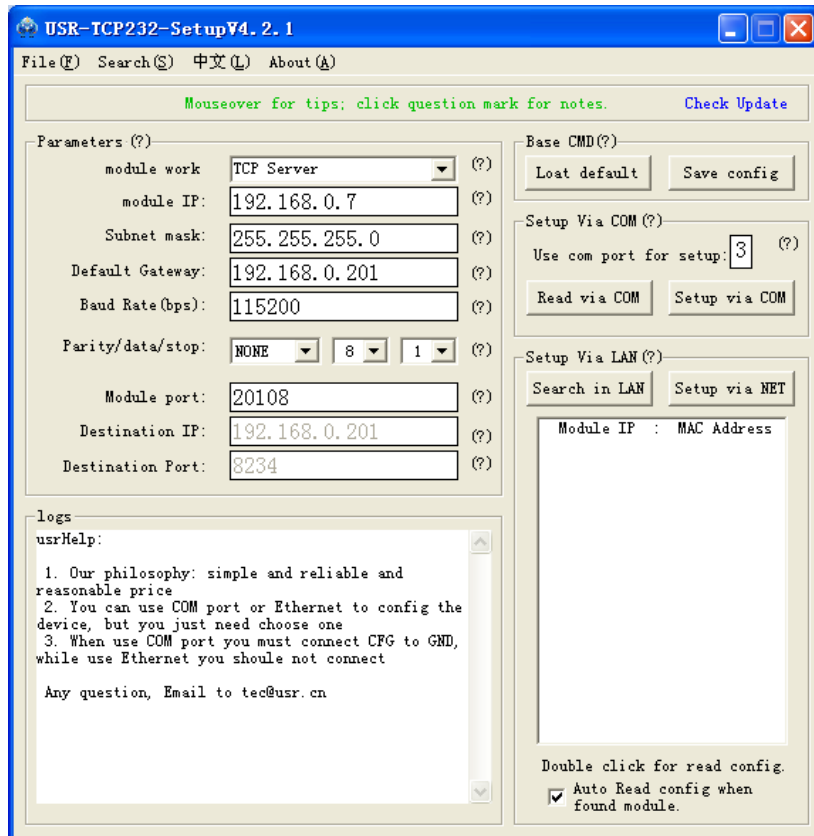 USR-TCP232-SetupV4.2.1
File(F) Search(S) 中文(L) About(A)
Mouseover for tips; click question mark for notes. Check Update
Parameters (?)
module work TCP Server (?)
module IP: 192.168.0.7 (?)
Subnet mask: 255.255.255.0 (?)
Default Gateway: 192.168.0.201 (?)
Baud Rate(bps): 115200 (?)
Parity/data/stop: NONE 8 1 (?)
Module port: 20108 (?)
Destination IP: 192.168.0.201 (?)
Destination Port: 8234 (?)
logs
usrHelp:
1. Our philosophy: simple and reliable and
reasonable price
2. You can use COM port or Ethernet to config the
device, but you just need choose one
3. When use COM port you must connect CFG to GND,
while use Ethernet you shoule not connect
Any question, Email to tec@usr.cn
Base CMD(?)
Loat default Save config
Setup Via COM(?)
Use com port for setup: 3 (?)
Read via COM Setup via COM
Setup Via LAN(?)
Search in LAN Setup via NET
Module IP : MAC Address
Double click for read config.
Auto Read config when
found module.